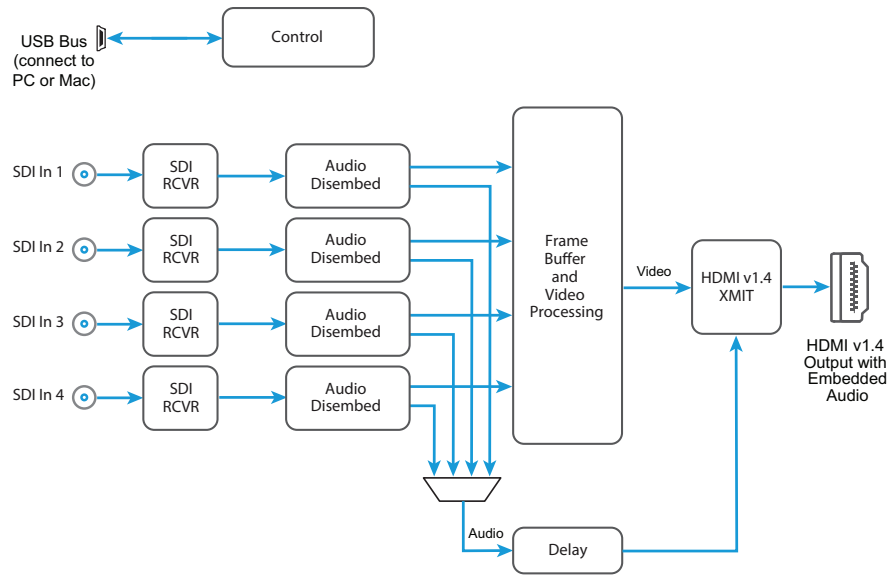 USB Bus
(connect to
PC or Mac)
Control
SDI In 1
SDI
RCVR
Audio
Disembed
SDI In 2
SDI
RCVR
Audio
Disembed
SDI In 3
SDI
RCVR
Audio
Disembed
SDI In 4
SDI
RCVR
Audio
Disembed
Frame
Buffer
and
Video
Processing
Video
HDMI v1.4
XMIT
HDMI v1.4
Output with
Embedded
Audio
Audio
Delay